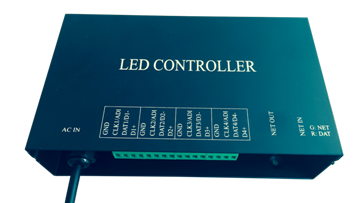 LED CONTROLLER
AC IN
GND
CLK1/ADI
DAT1/D1-
D1+
GND
CLK2/ADI
DAT2/D2-
D2+
GND
CLK3/ADI
DAT3/D3-
D3+
GND
CLK4/ADI
DAT4/D4-
D4+
NET OUT
NET IN
G: NET
R: DAT